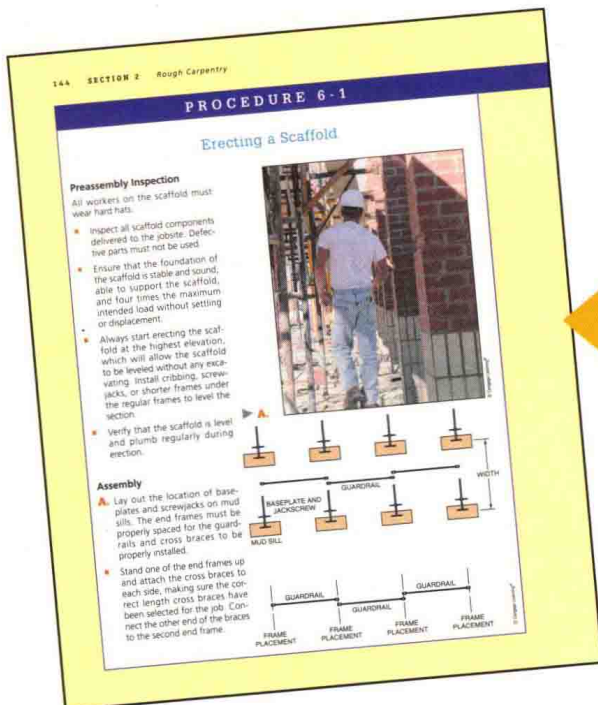 144 SECTION 2 Rough Carpentry
PROCEDURE 6-1
Erecting a Scaffold
Preassembly Inspection
All workers on the scaffold must
wear hard hats.
Inspect all scaffold components
delivered to the jobsite. Defec-
tive parts must not be used.
Ensure that the foundation of
the scaffold is stable and sound,
able to support the scaffold,
and four times the maximum
intended load without settling
or displacement.
Always start erecting the scaf-
fold at the highest elevation,
which will allow the scaffold
to be leveled without any exca-
vating. Install cribbing, screw-
jacks, or shorter frames under
the regular frames to level the
section.
Verify that the scaffold is level
and plumb regularly during
erection.
Assembly
A. Lay out the location of base-
plates and screwjacks on mud
sills. The end frames must be
properly spaced for the guard-
rails and cross braces to be
properly installed.
Stand one of the end frames up
and attach the cross braces to
each side, making sure the cor-
rect length cross braces have
been selected for the job. Con-
nect the other end of the braces
to the second end frame.
© Cengage Learning®
A.
WIDTH
GUARDRAIL
BASEPLATE AND
JACKSCREW
MUD SILL
GUARDRAIL
GUARDRAIL
GUARDRAIL
FRAME
PLACEMENT
FRAME
PLACEMENT
FRAME
PLACEMENT
FRAME
PLACEMENT
© Cengage Learning®